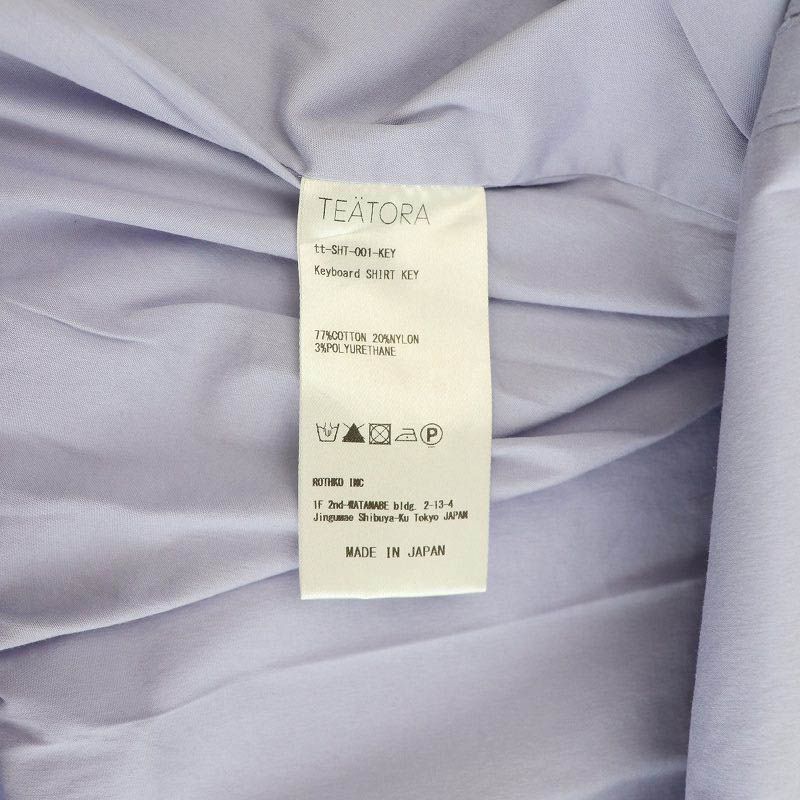 TEÄTORA
tt-SHT-001-KEY
Keyboard SHIRT KEY
77%COTTON 20%NYLON
3%POLYURETHANE
P
ROTHKO INC
1F 2nd-WATANABE bldg. 2-13-4
Jingumae Shibuya-Ku Tokyo JAPAN
MADE IN JAPAN